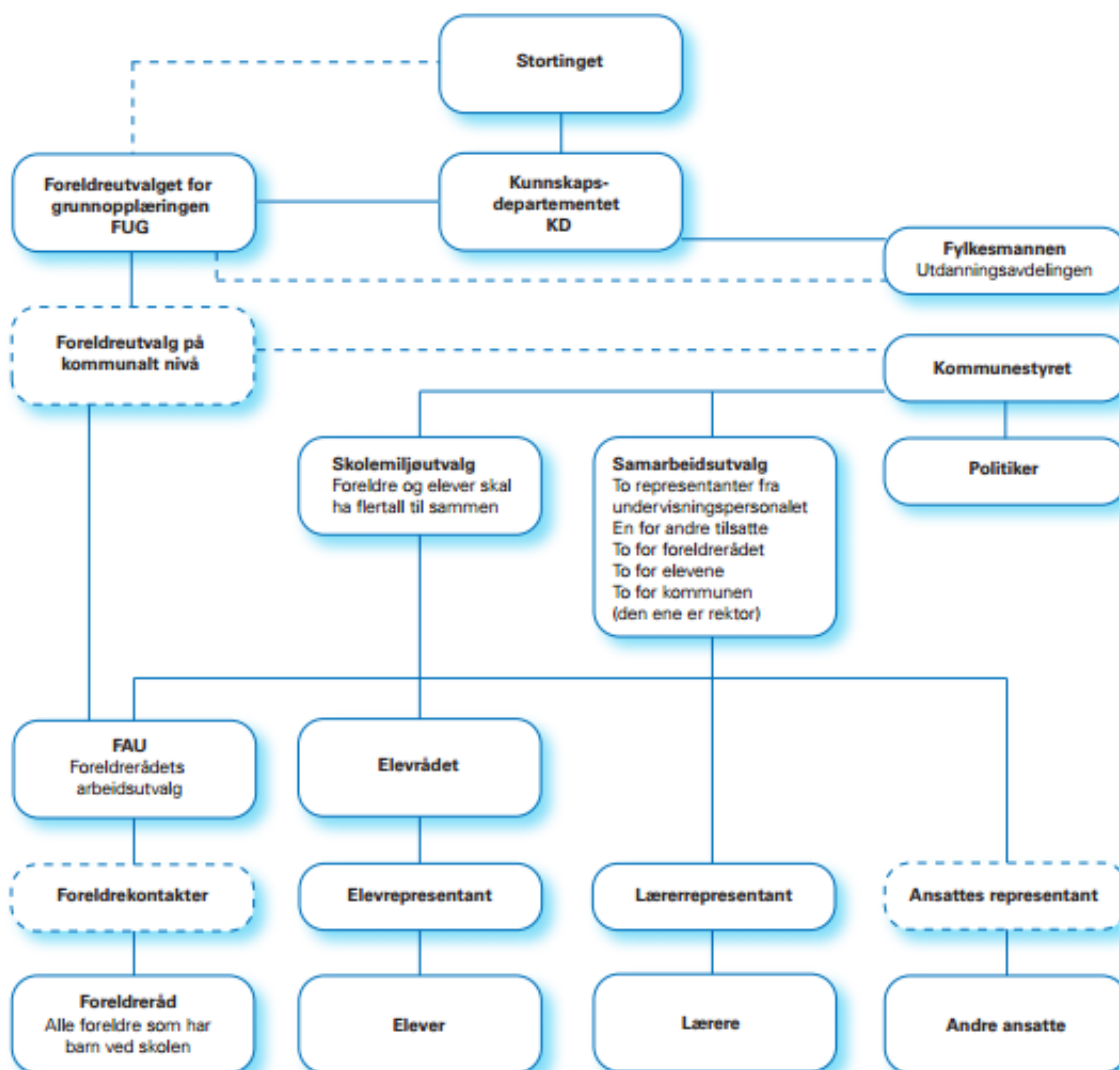 Stortinget
Foreldreutvalget for
grunnopplæringen
FUG
Kunnskaps-
departementet
KD
Fylkesmannen
Utdanningsavdelingen
Foreldreutvalg på
kommunalt nivå
Kommunestyret
Skolemiljøutvalg
Foreldre og elever skal
ha flertall til sammen
Samarbeidsutvalg
To representanter fra
undervisningspersonalet
En for andre tilsatte
To for foreldrerådet
To for elevene
To for kommunen
(den ene er rektor)
Politiker
FAU
Foreldrerådets
arbeidsutvalg
Elevrådet
Foreldrekontakter
Elevrepresentant
Lærerrepresentant
Ansattes representant
Foreldreråd
Alle foreldre som har
barn ved skolen
Elever
Lærere
Andre ansatte